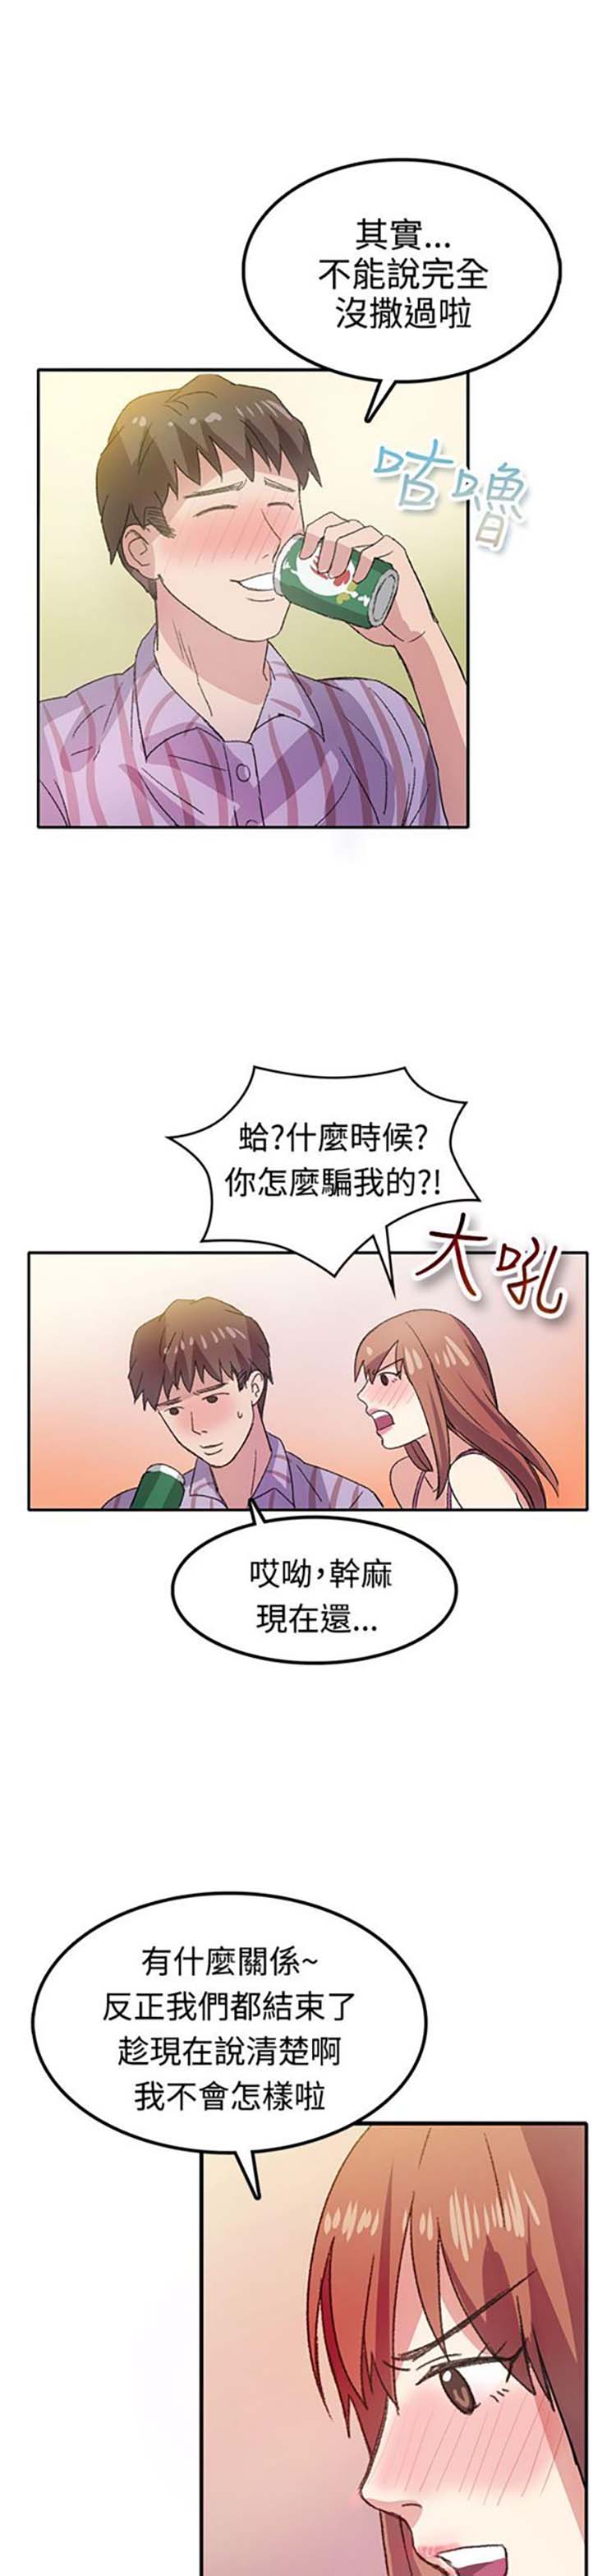 其實...
不能說完全
沒撒過啦
咕嚕
蛤?什麼時候?
你怎麼騙我的?!
大吼
哎呦，幹麻
現在還...
有什麼關係~
反正我們都結束了
趁現在說清楚啊
我不會怎樣啦